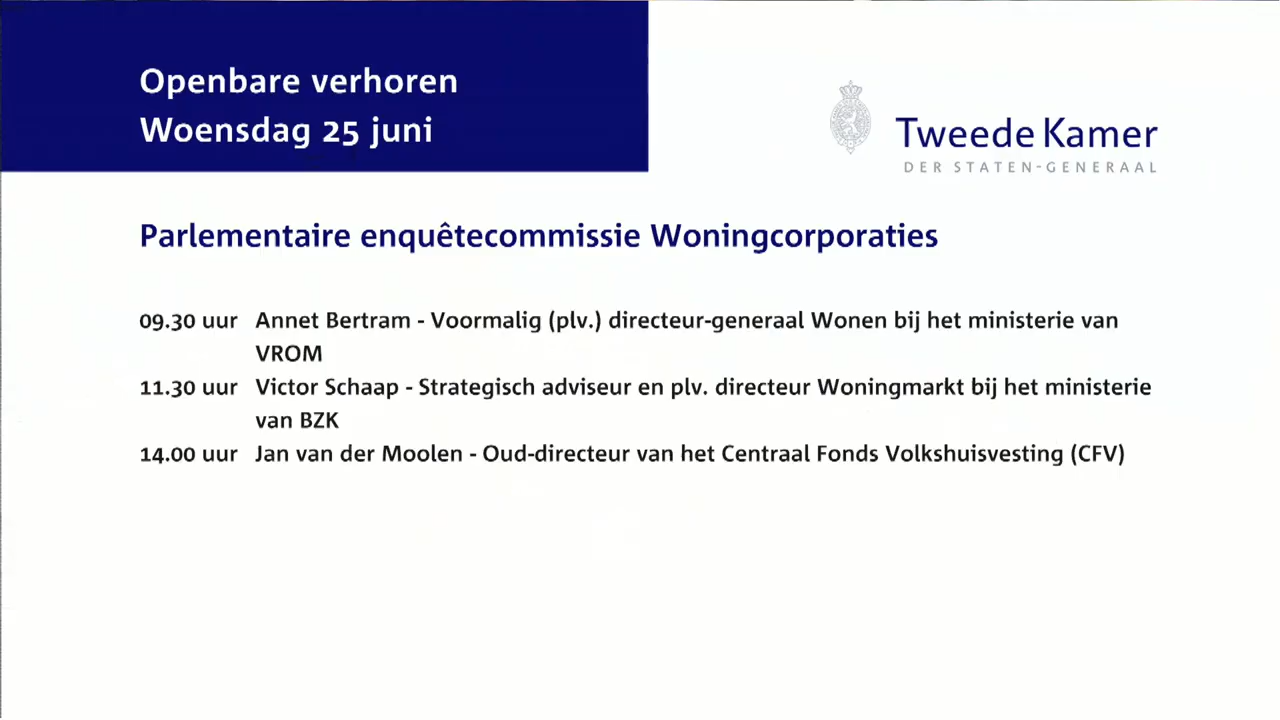 Openbare verhoren
Woensdag 25 juni
Tweede Kamer
DER STATEN-GENERAAL
Parlementaire enquêtecommissie Woningcorporaties
09.30 uur Annet Bertram - Voormalig (plv.) directeur-generaal Wonen bij het ministerie van
VROM
11.30 uur Victor Schaap - Strategisch adviseur en plv. directeur Woningmarkt bij het ministerie
van BZK
14.00 uur Jan van der Moolen - Oud-directeur van het Centraal Fonds Volkshuisvesting (CFV)